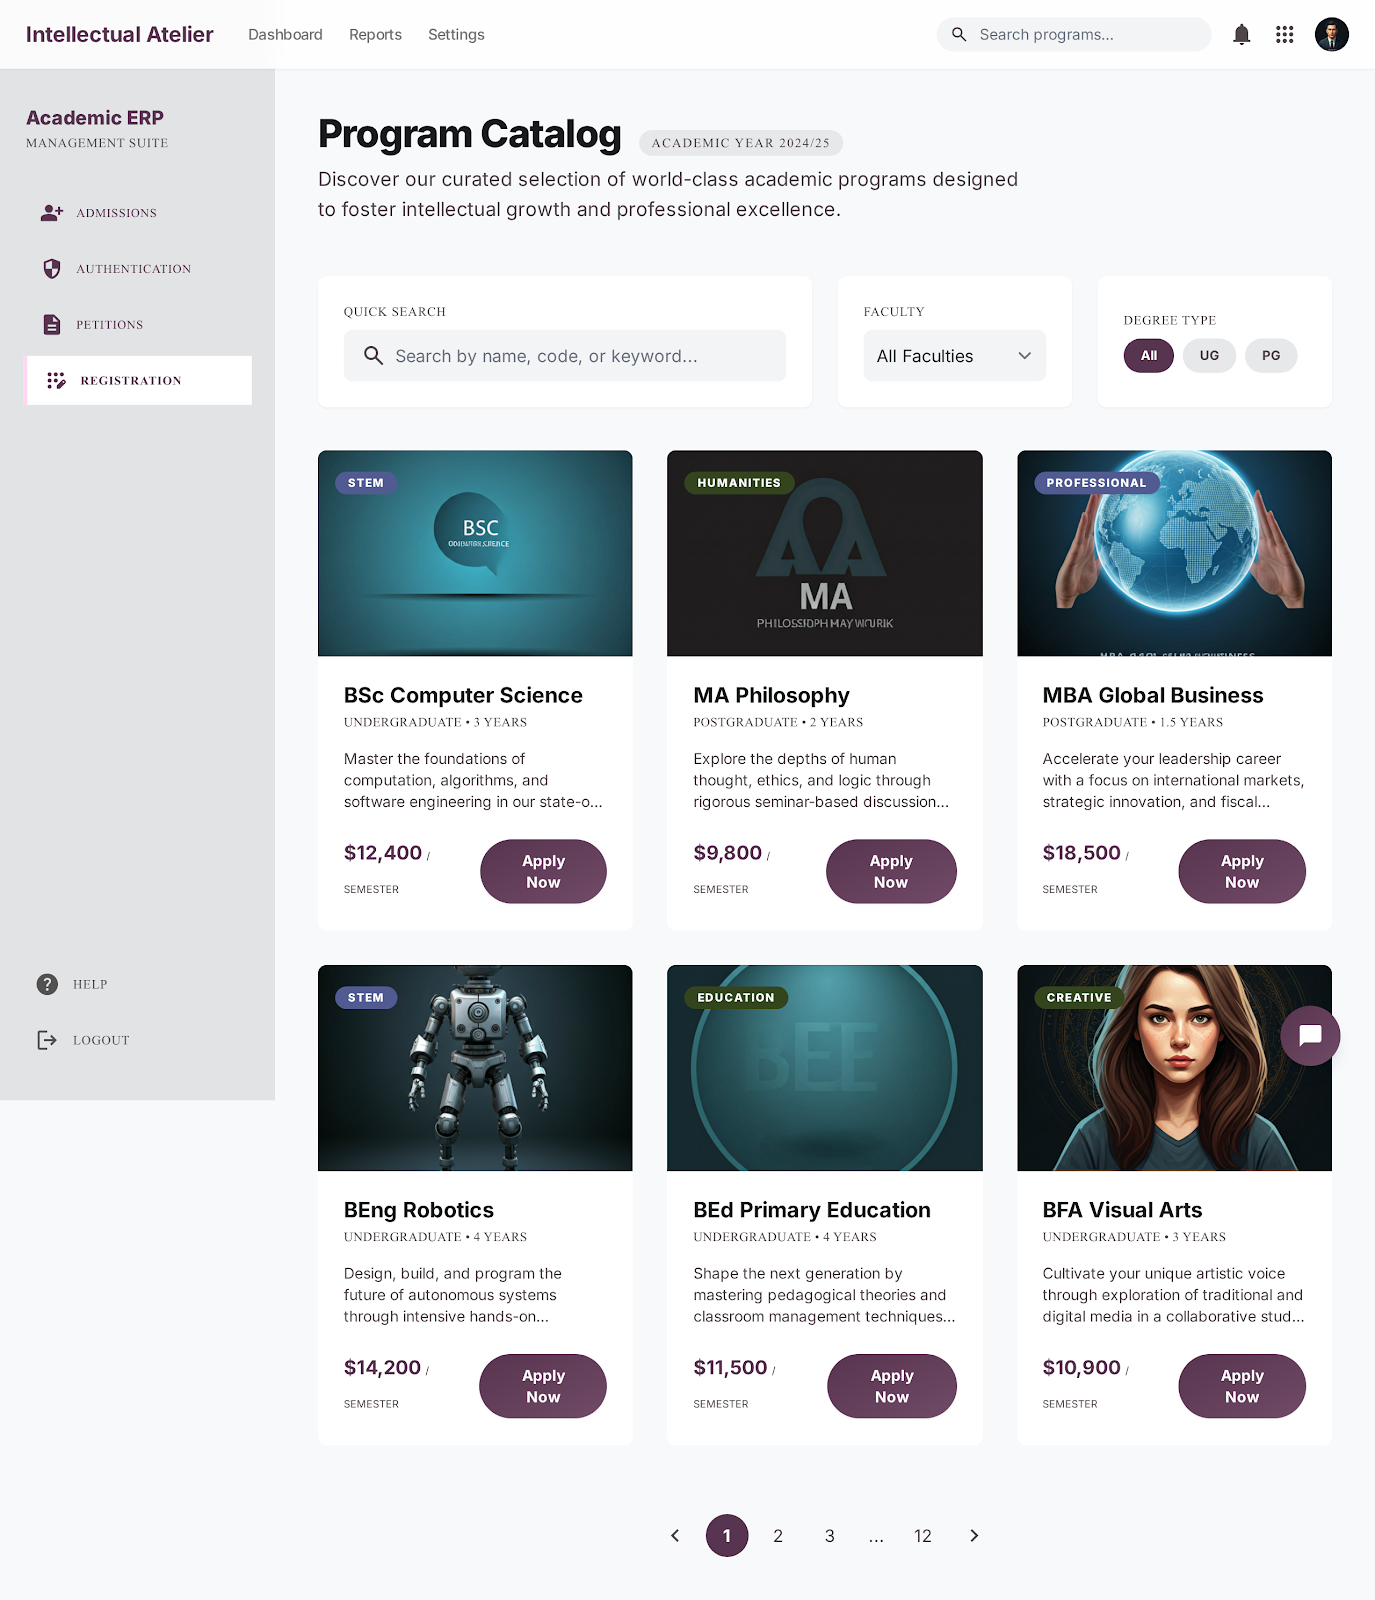 Intellectual Atelier
Dashboard
Reports
Settings
Search programs...
Academic ERP
MANAGEMENT SUITE
ADMISSIONS
AUTHENTICATION
PETITIONS
REGISTRATION
HELP
LOGOUT
Program Catalog
ACADEMIC YEAR 2024/25
Discover our curated selection of world-class academic programs designed
to foster intellectual growth and professional excellence.
QUICK SEARCH
Search by name, code, or keyword...
FACULTY
All Faculties
DEGREE TYPE
All
UG
PG
STEM
BSC
BSc Computer Science
UNDERGRADUATE • 3 YEARS
Master the foundations of
computation, algorithms, and
software engineering in our state-o...
$12,400 /
SEMESTER
Apply
Now
HUMANITIES
MA
MA Philosophy
POSTGRADUATE • 2 YEARS
Explore the depths of human
thought, ethics, and logic through
rigorous seminar-based discussion...
$9,800 /
SEMESTER
Apply
Now
PROFESSIONAL
MBA Global Business
POSTGRADUATE • 1.5 YEARS
Accelerate your leadership career
with a focus on international markets,
strategic innovation, and fiscal...
$18,500 /
SEMESTER
Apply
Now
STEM
BEng Robotics
UNDERGRADUATE • 4 YEARS
Design, build, and program the
future of autonomous systems
through intensive hands-on...
$14,200 /
SEMESTER
Apply
Now
EDUCATION
BEE
BEd Primary Education
UNDERGRADUATE • 4 YEARS
Shape the next generation by
mastering pedagogical theories and
classroom management techniques...
$11,500 /
SEMESTER
Apply
Now
CREATIVE
BFA Visual Arts
UNDERGRADUATE • 3 YEARS
Cultivate your unique artistic voice
through exploration of traditional and
digital media in a collaborative stud...
$10,900 /
SEMESTER
Apply
Now
1
2
3
...
12